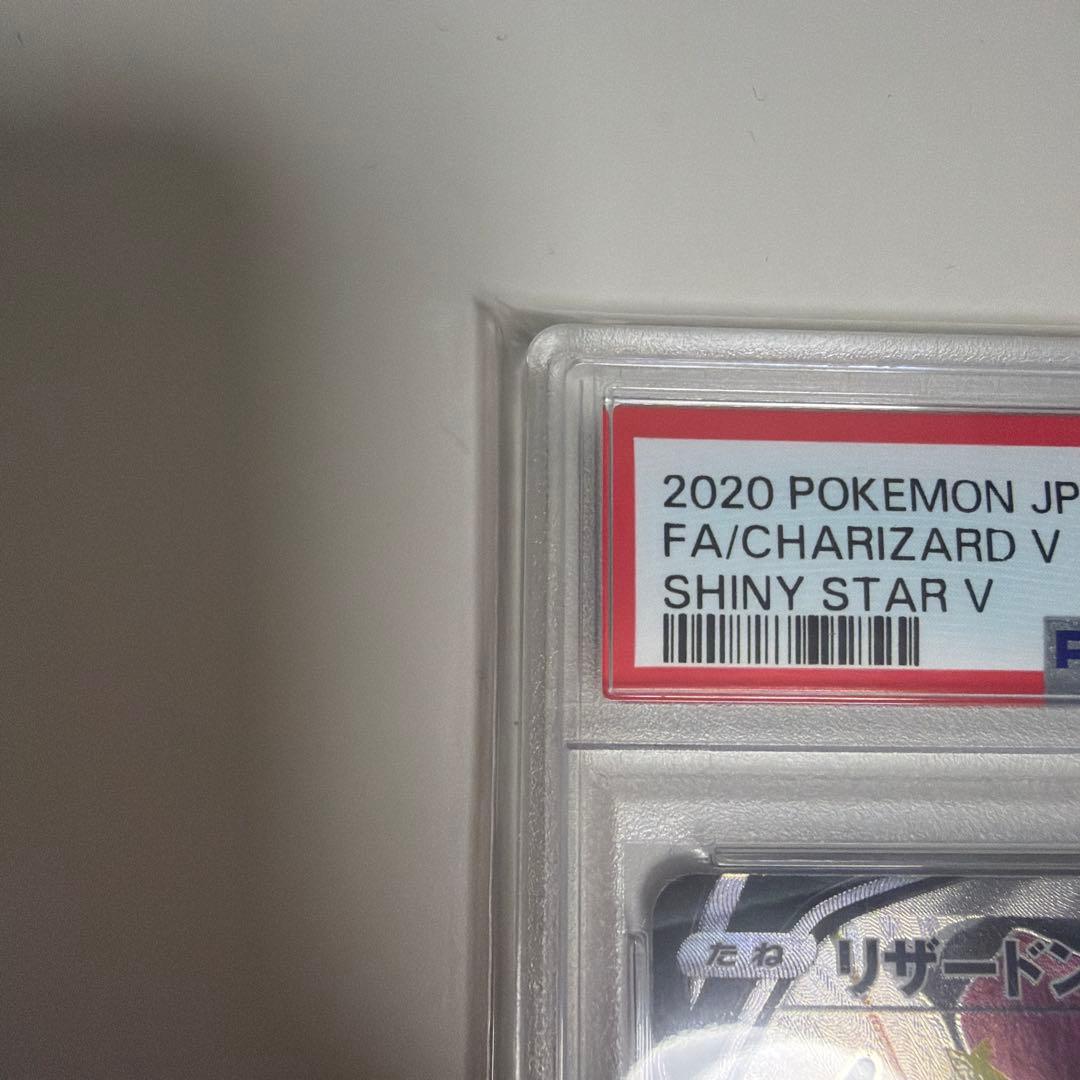 2020 POKEMON JP
FA/CHARIZARD V
SHINY STAR V
たね リザードン